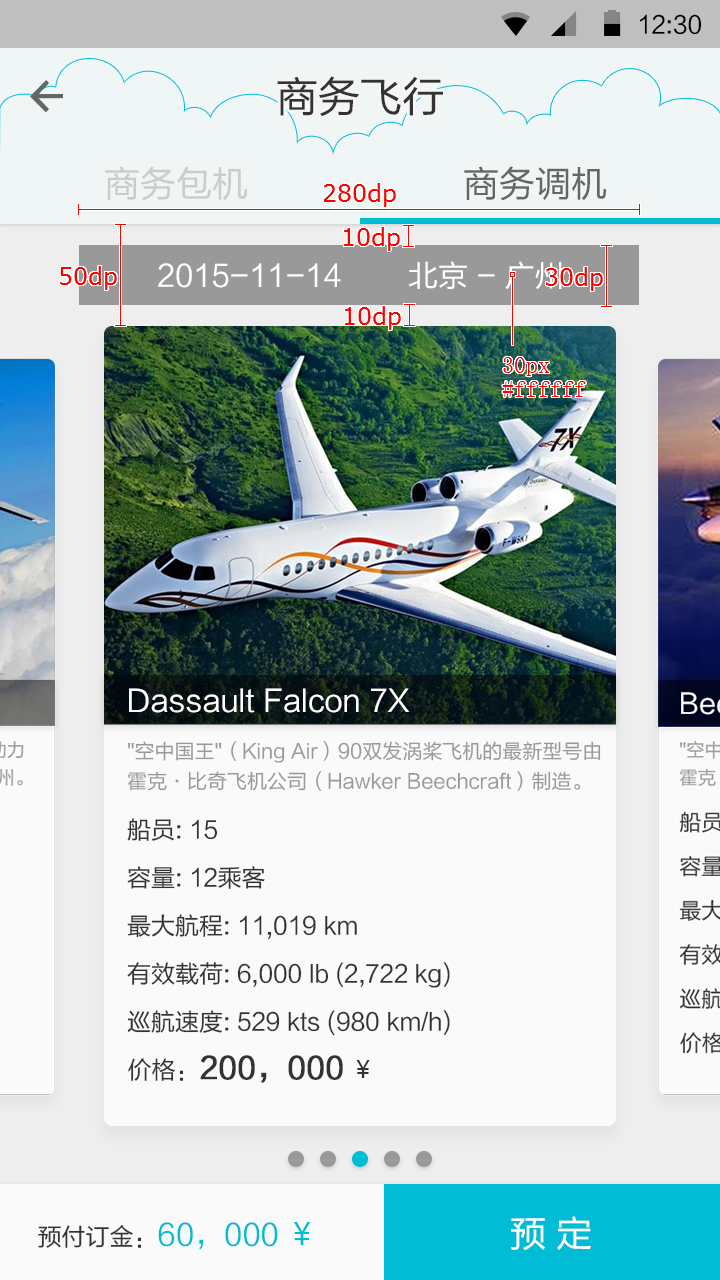 12:30
商务飞行
商务包机
商务调机
280dp
10dp
50dp
2015-11-14
北京 - 广州
30dp
10dp
30px
#ffffff
7X
F-WSKY
Dassault Falcon 7X
Bee
"空中国王"（King Air）90双发涡桨飞机的最新型号由
霍克·比奇飞机公司（Hawker Beechcraft）制造。
船员: 15
容量: 12乘客
最大航程: 11,019 km
有效载荷: 6,000 lb (2,722 kg)
巡航速度: 529 kts (980 km/h)
价格：200，000 ¥
动力
州。
"空中
霍克
船员
容量
最大
有效
巡航
价格
预付订金：60，000 ¥
预 定